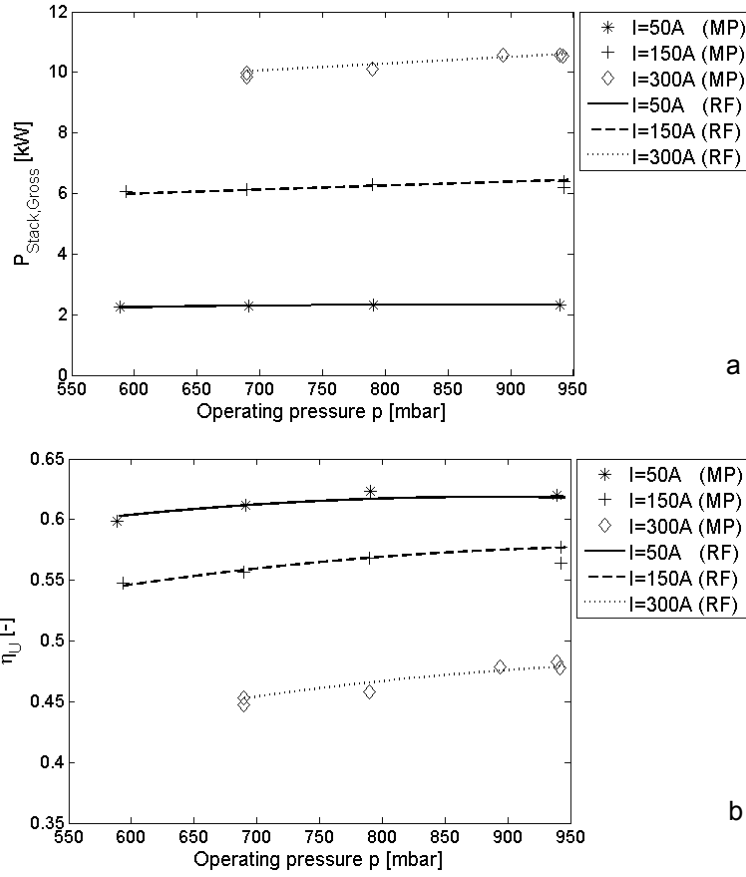 12
10
8
6
4
2
0
P Stack,Gross [kW]
550 600 650 700 750 800 850 900 950
Operating pressure p [mbar]
I=50A (MP)
I=150A (MP)
I=300A (MP)
I=50A (RF)
I=150A (RF)
I=300A (RF)
a
0.65
0.6
0.55
0.5
0.45
0.4
0.35
ηU [-]
550 600 650 700 750 800 850 900 950
Operating pressure p [mbar]
I=50A (MP)
I=150A (MP)
I=300A (MP)
I=50A (RF)
I=150A (RF)
I=300A (RF)
b